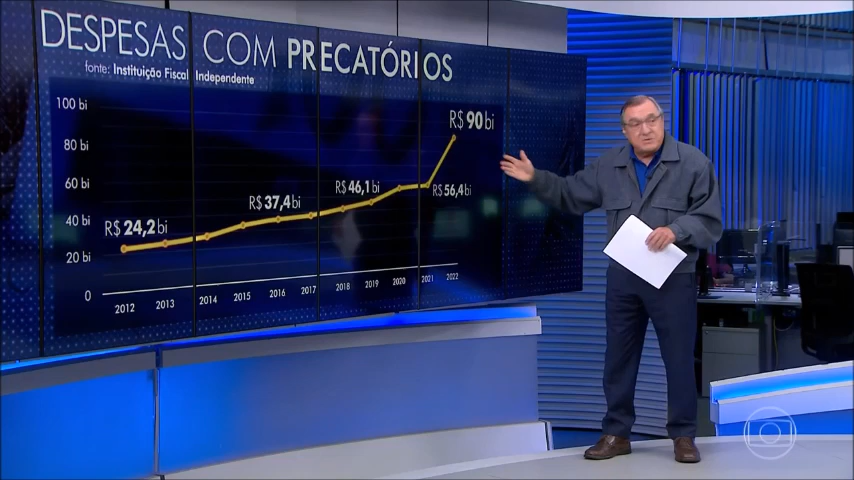 DESPESAS COM PRECATÓRIOS
fonte: Instituição Fiscal Independente
100 bi
80 bi
60 bi
40 bi
20 bi
0
R$ 24,2 bi
R$ 37,4 bi
R$ 46,1 bi
R$ 56,4 bi
R$ 90 bi
2012 2013 2014 2015 2016 2017 2018 2019 2020 2021 2022